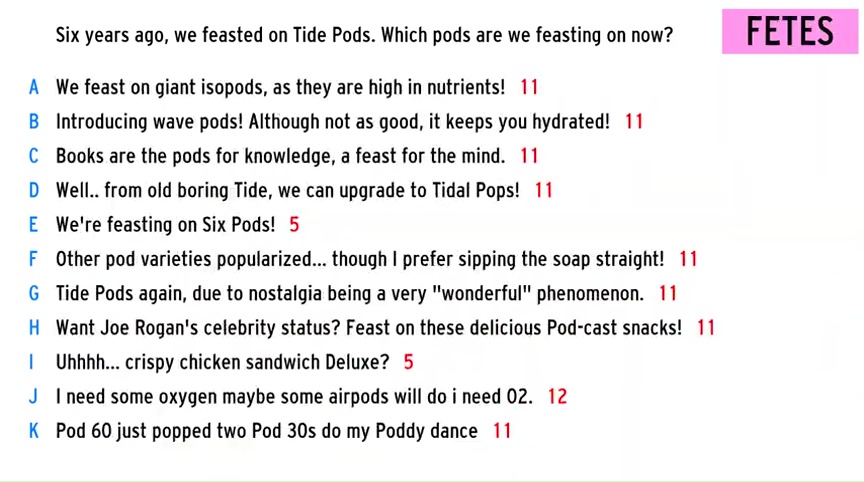 Six years ago, we feasted on Tide Pods. Which pods are we feasting on now?
FETES
A We feast on giant isopods, as they are high in nutrients! 11
B Introducing wave pods! Although not as good, it keeps you hydrated! 11
C Books are the pods for knowledge, a feast for the mind. 11
D Well.. from old boring Tide, we can upgrade to Tidal Pops! 11
E We're feasting on Six Pods! 5
F Other pod varieties popularized... though I prefer sipping the soap straight! 11
G Tide Pods again, due to nostalgia being a very "wonderful" phenomenon. 11
H Want Joe Rogan's celebrity status? Feast on these delicious Pod-cast snacks! 11
I Uhhhh... crispy chicken sandwich Deluxe? 5
J I need some oxygen maybe some airpods will do i need O2. 12
K Pod 60 just popped two Pod 30s do my Poddy dance 11